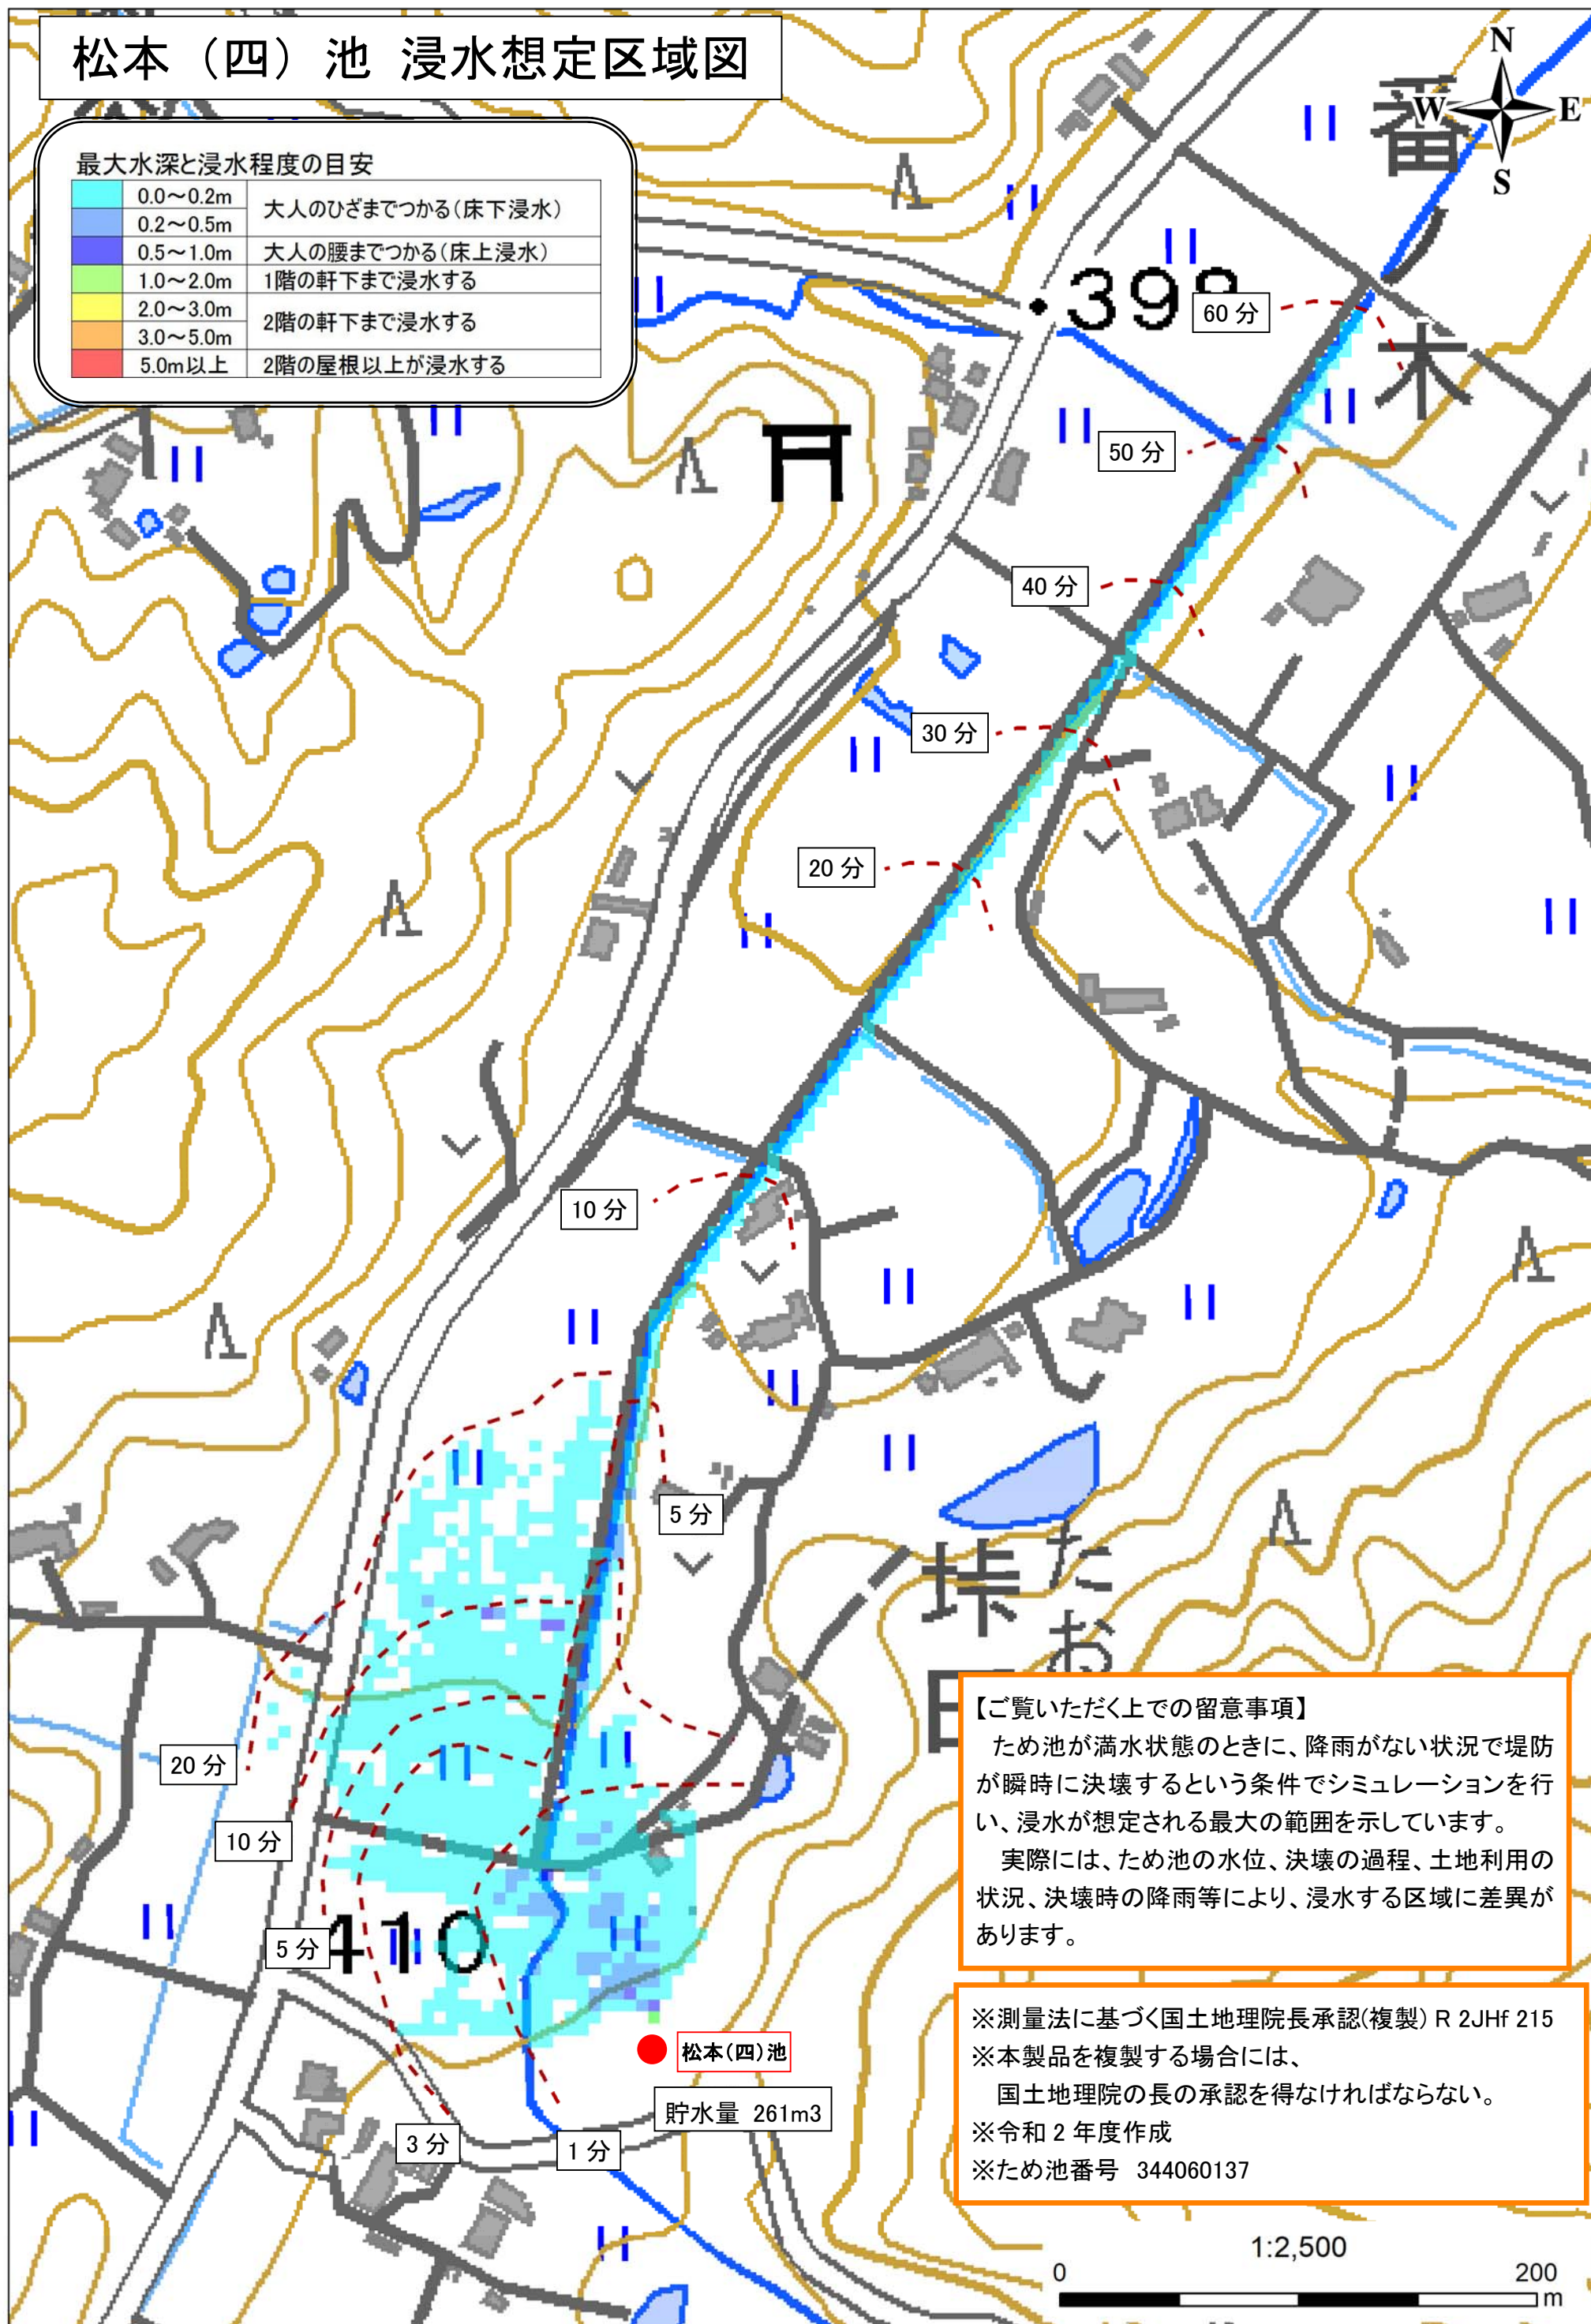 松本（四）池 浸水想定区域図
N
W
E
S
最大水深と浸水程度の目安
0.0～0.2m
大人のひざまでつかる（床下浸水）
0.2～0.5m
0.5～1.0m 大人の腰までつかる（床上浸水）
1.0～2.0m 1階の軒下まで浸水する
2.0～3.0m
2階の軒下まで浸水する
3.0～5.0m
5.0m以上 2階の屋根以上が浸水する
番ノ木
・398
60 分
50 分
40 分
30 分
20 分
10 分
5 分
たお
垰
20 分
10 分
5 分
410
3 分
1 分
松本(四)池
貯水量 261m3
【ご覧いただく上での留意事項】
ため池が満水状態のときに、降雨がない状況で堤防
が瞬時に決壊するという条件でシミュレーションを行
い、浸水が想定される最大の範囲を示しています。
実際には、ため池の水位、決壊の過程、土地利用の
状況、決壊時の降雨等により、浸水する区域に差異が
あります。
※測量法に基づく国土地理院長承認(複製) R 2JHf 215
※本製品を複製する場合には、
国土地理院の長の承認を得なければならない。
※令和 2 年度作成
※ため池番号 344060137
1:2,500
0 200
m